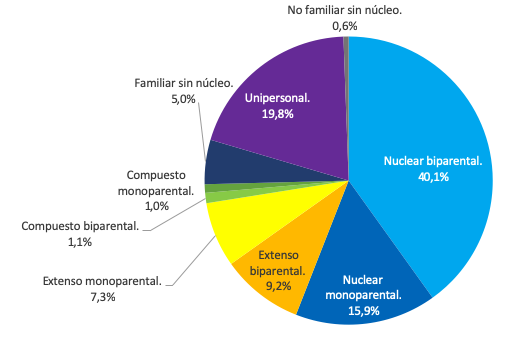 No familiar sin núcleo.
0,6%
Familiar sin núcleo.
5,0%
Unipersonal.
19,8%
Nuclear biparental.
40,1%
Compuesto
monoparental.
1,0%
Compuesto biparental.
1,1%
Extenso
biparental.
9,2%
Extenso monoparental.
7,3%
Nuclear
monoparental.
15,9%